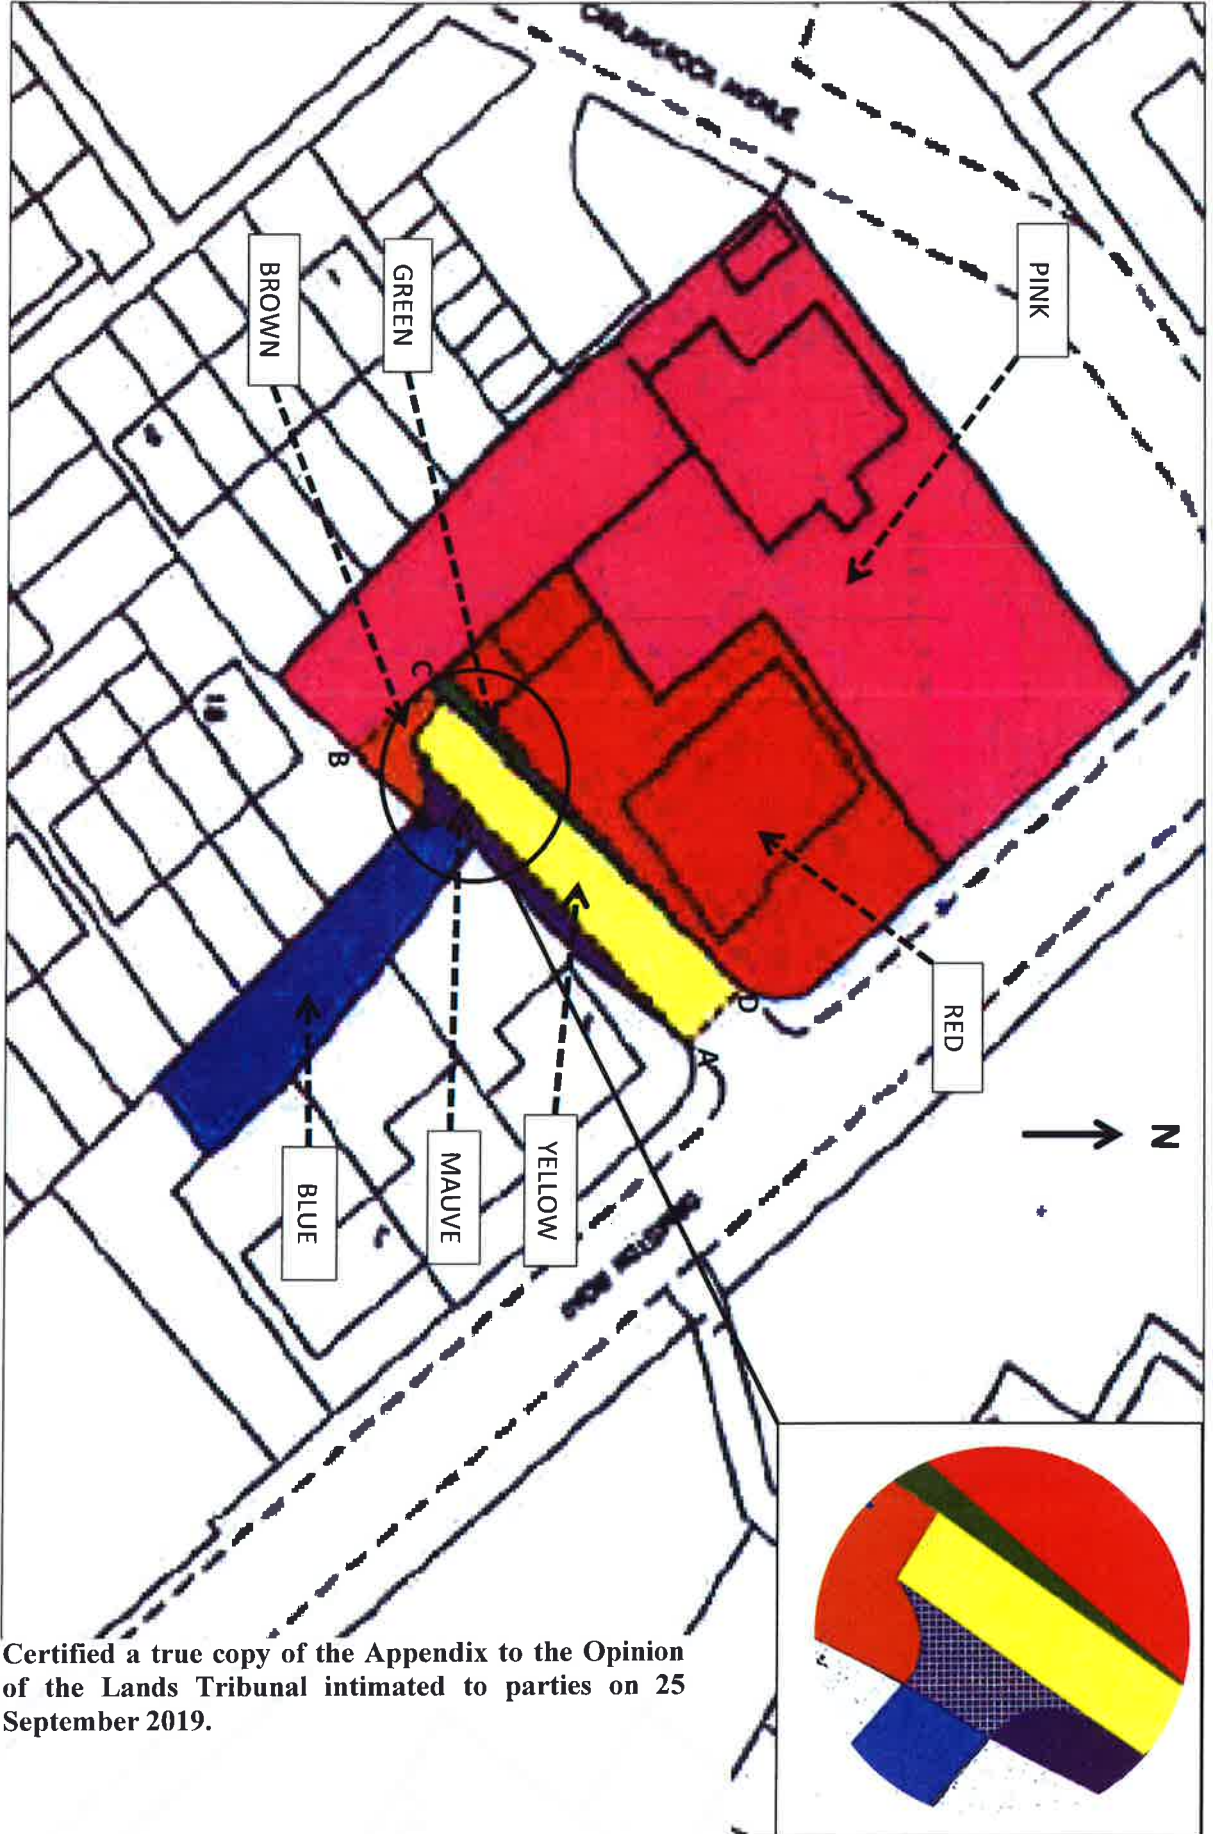 PINK
GREEN
BROWN
C
B
D
RED
A
N
YELLOW
MAUVE
BLUE
Certified a true copy of the Appendix to the Opinion
of the Lands Tribunal intimated to parties on 25
September 2019.